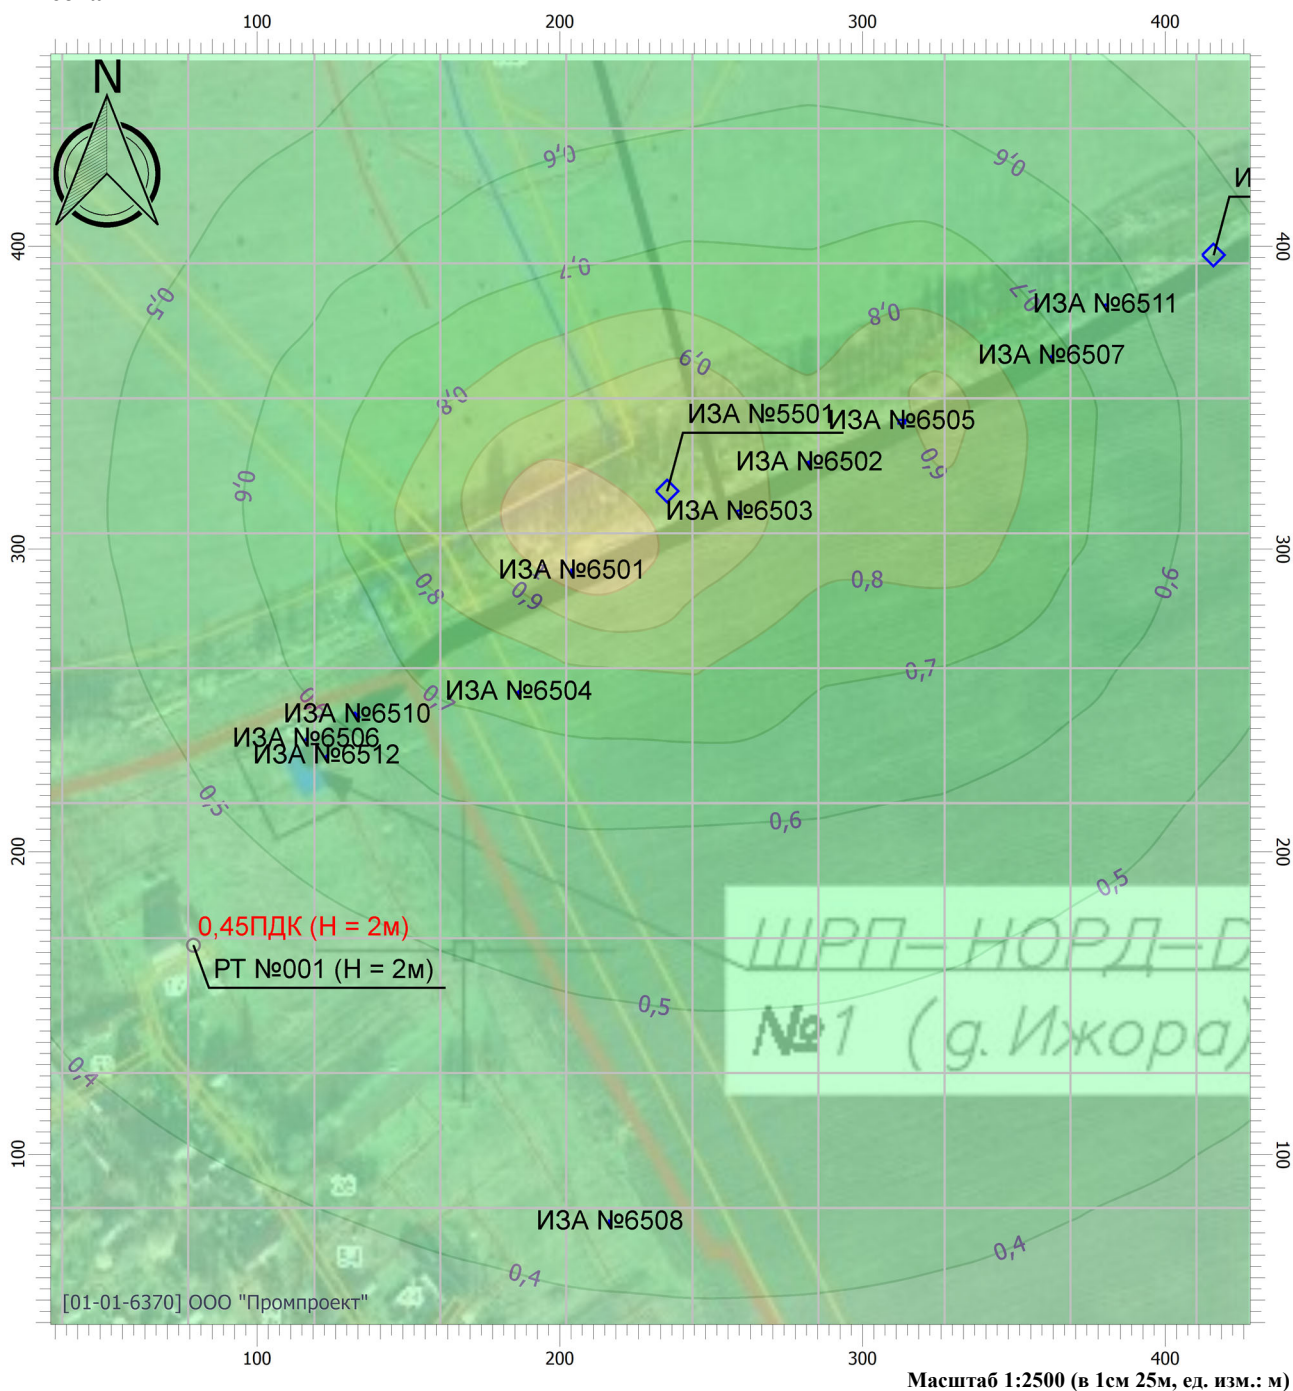 100 200 300 400
N
0,6
0,6
И
400
400
0,7
0,5
0,7
ИЗА №6511
0,8
ИЗА №6507
0,9
0,8
ИЗА №5501
ИЗА №6505
0,9
ИЗА №6502
0,6
ИЗА №6503
300
300
ИЗА №6501
0,8
0,9
0,8
0,6
0,7
ИЗА №6504
0,7
ИЗА №6510
ИЗА №6506
ИЗА №6512
0,5
0,6
200
200
0,5
0,45ПДК (H = 2м)
ШРП–НОРД–D
РТ №001 (H = 2м)
0,5
№1 (д. Ижора)
0,4
100
100
ИЗА №6508
0,4
0,4
[01-01-6370] ООО "Промпроект"
100 200 300 400
Масштаб 1:2500 (в 1см 25м, ед. изм.: м)